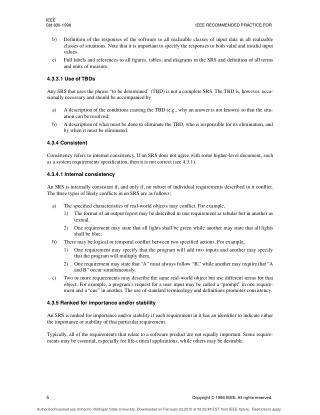 IEEE
Std 830-1998 IEEE RECOMMENDED PRACTICE FOR
b) Definition of the responses of the software to all realizable classes of input data in all realizable
classes of situations. Note that it is important to specify the responses to both valid and invalid input
values.
c) Full labels and references to all figures, tables, and diagrams in the SRS and definition of all terms
and units of measure.
4.3.3.1 Use of TBDs
Any SRS that uses the phrase “to be determined” (TBD) is not a complete SRS. The TBD is, however, occa-
sionally necessary and should be accompanied by
a) A description of the conditions causing the TBD (e.g., why an answer is not known) so that the situ-
ation can be resolved;
b) A description of what must be done to eliminate the TBD, who is responsible for its elimination, and
by when it must be eliminated.
4.3.4 Consistent
Consistency refers to internal consistency. If an SRS does not agree with some higher-level document, such
as a system requirements specification, then it is not correct (see 4.3.1).
4.3.4.1 Internal consistency
An SRS is internally consistent if, and only if, no subset of individual requirements described in it conflict.
The three types of likely conflicts in an SRS are as follows:
a) The specified characteristics of real-world objects may conflict. For example,
1) The format of an output report may be described in one requirement as tabular but in another as
textual.
2) One requirement may state that all lights shall be green while another may state that all lights
shall be blue.
b) There may be logical or temporal conflict between two specified actions. For example,
1) One requirement may specify that the program will add two inputs and another may specify
that the program will multiply them.
2) One requirement may state that “A” must always follow “B,” while another may require that “A
and B” occur simultaneously.
c) Two or more requirements may describe the same real-world object but use different terms for that
object. For example, a program's request for a user input may be called a “prompt” in one require-
ment and a “cue” in another. The use of standard terminology and definitions promotes consistency.
4.3.5 Ranked for importance and/or stability
An SRS is ranked for importance and/or stability if each requirement in it has an identifier to indicate either
the importance or stability of that particular requirement.
Typically, all of the requirements that relate to a software product are not equally important. Some require-
ments may be essential, especially for life-critical applications, while others may be desirable.
6 Copyright © 1998 IEEE. All rights reserved.
Authorized licensed use limited to: Michigan State University. Downloaded on February 23,2010 at EST from IEEE Xplore. Restrictions apply.